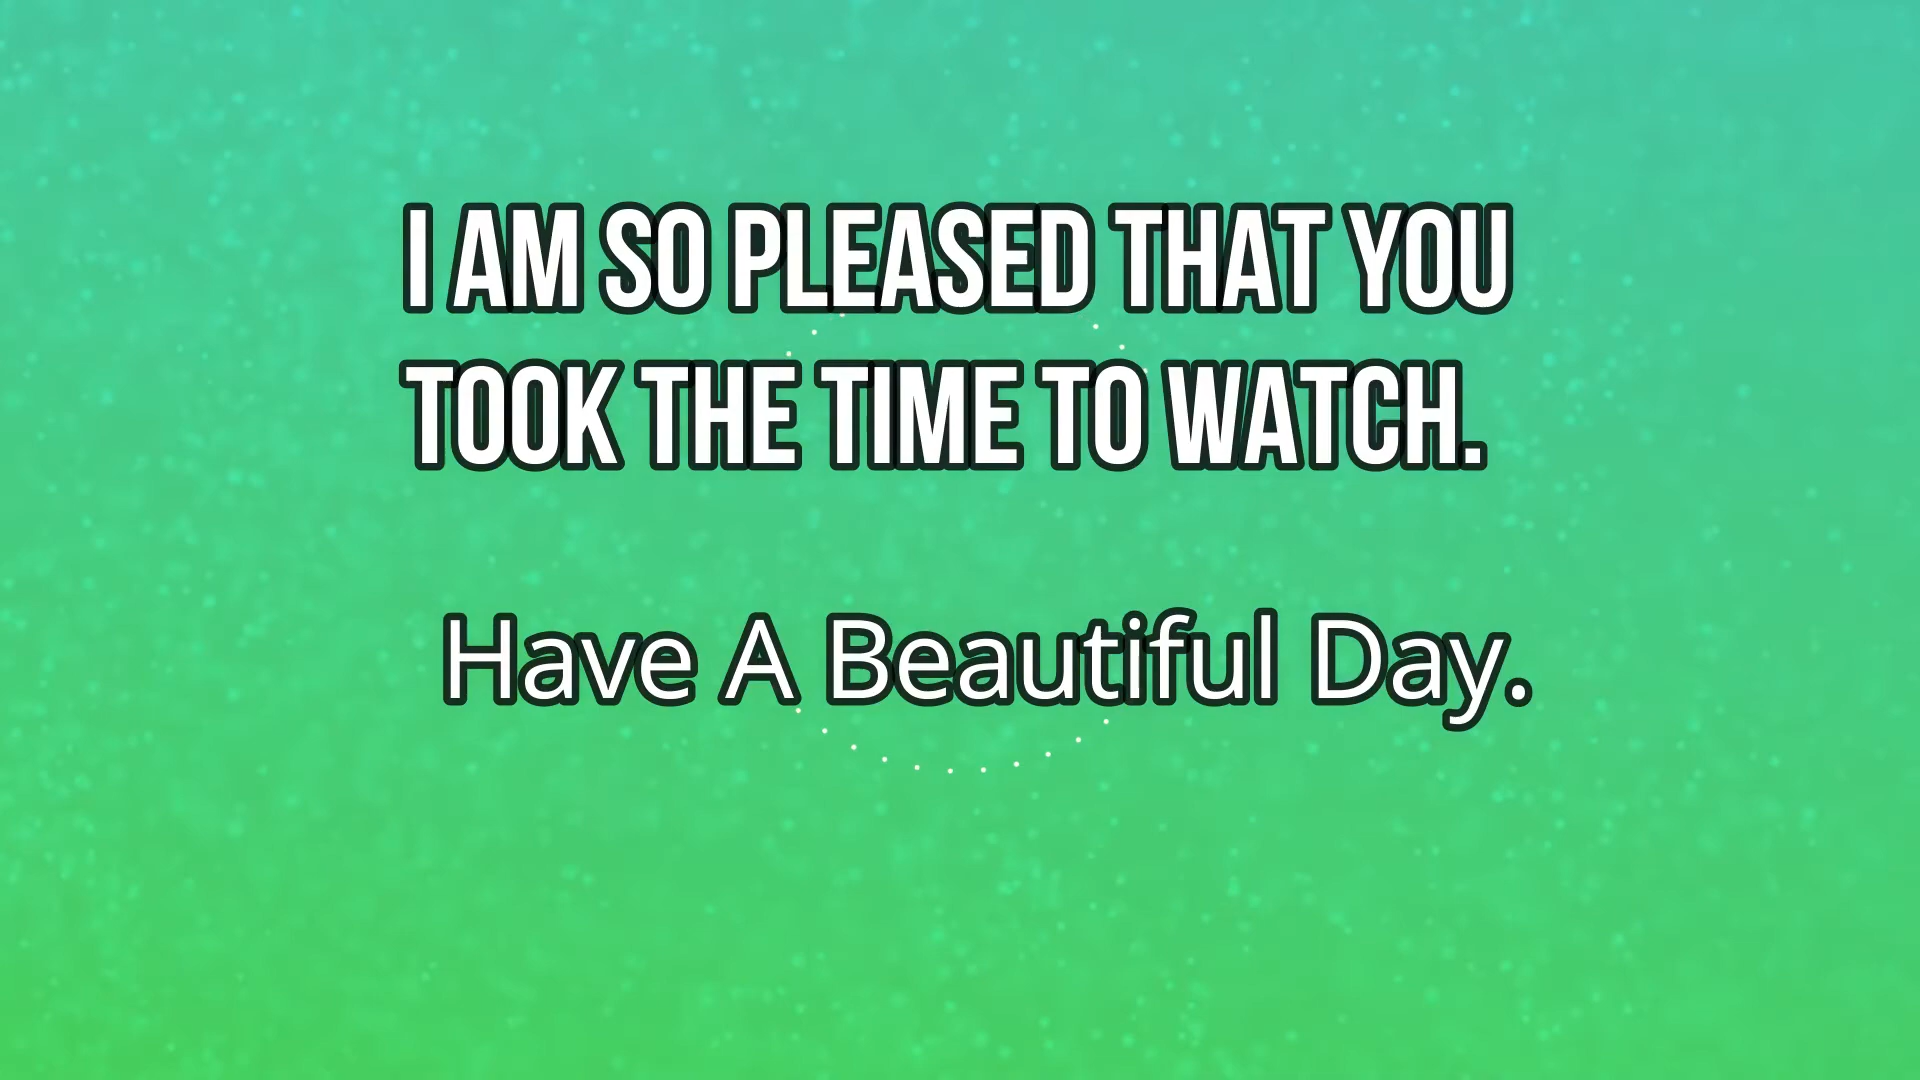 I AM SO PLEASED THAT YOU
TOOK THE TIME TO WATCH.
Have A Beautiful Day.